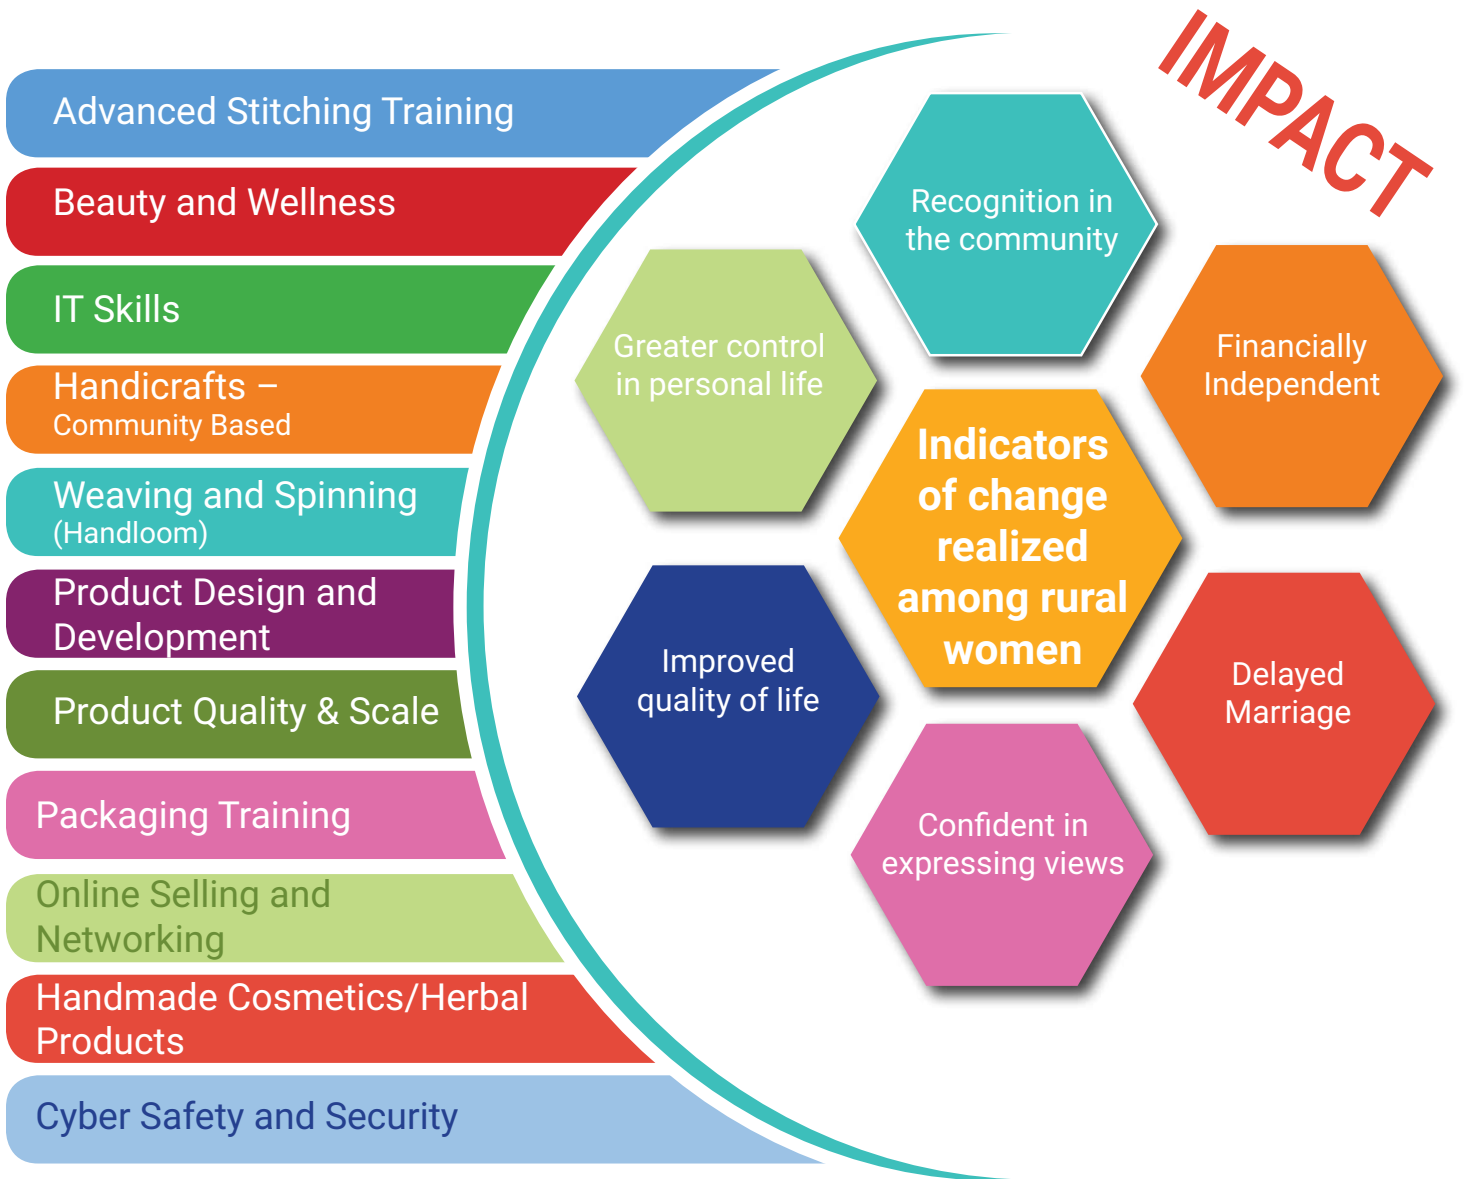 IMPACT
Advanced Stitching Training
Beauty and Wellness
IT Skills
Handicrafts –
Community Based
Weaving and Spinning
(Handloom)
Product Design and
Development
Product Quality & Scale
Packaging Training
Online Selling and
Networking
Handmade Cosmetics/Herbal
Products
Cyber Safety and Security
Recognition in
the community
Greater control
in personal life
Financially
Independent
Indicators
of change
realized
among rural
women
Improved
quality of life
Delayed
Marriage
Confident in
expressing views